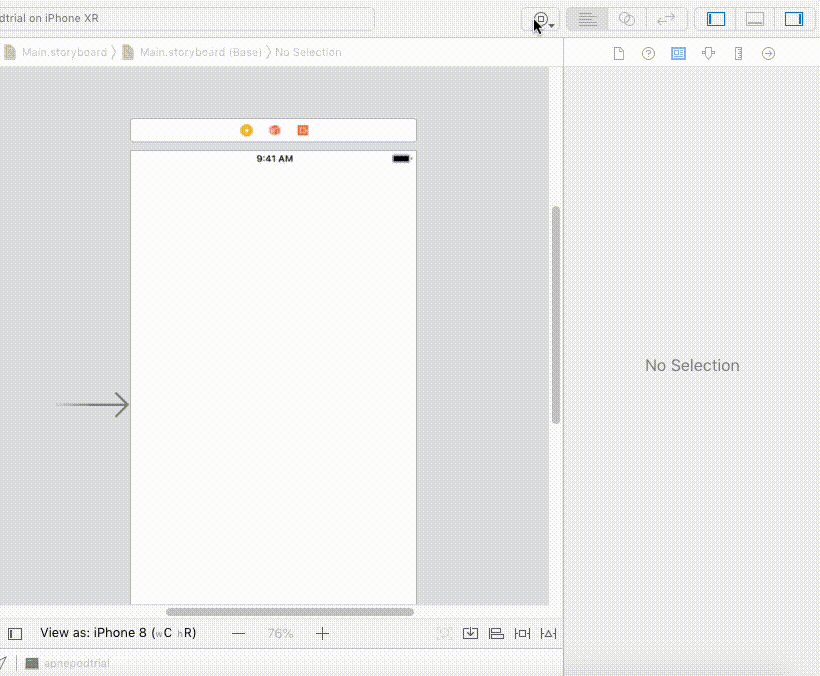 dtrial on iPhone XR
Main.storyboard 〉 Main.storyboard (Base) 〉 No Selection
9:41 AM
No Selection
View as: iPhone 8 (wC hR) — 76% +
apnepodtrial